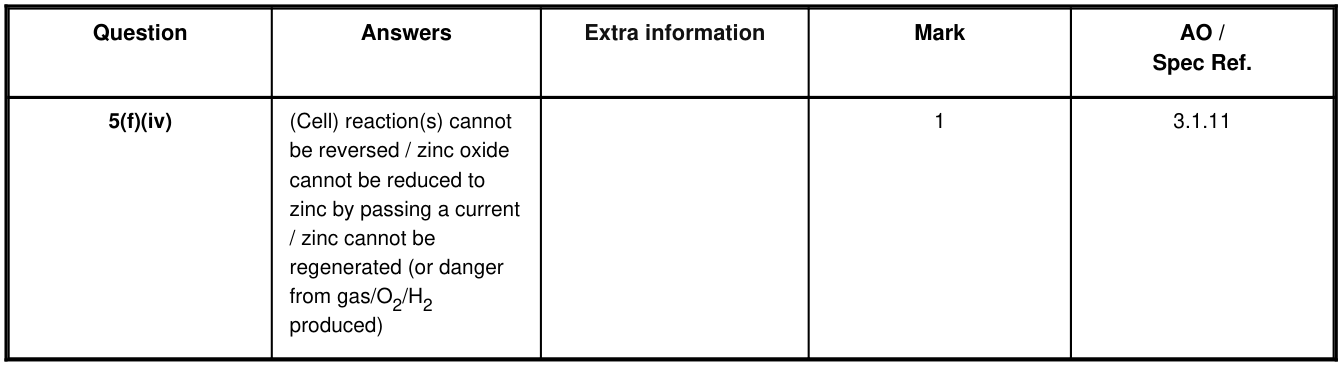 Question Answers Extra information Mark AO /
Spec Ref.
5(f)(iv) (Cell) reaction(s) cannot 1 3.1.11
be reversed / zinc oxide
cannot be reduced to
zinc by passing a current
/ zinc cannot be
regenerated (or danger
from gas/O₂/H₂
produced)